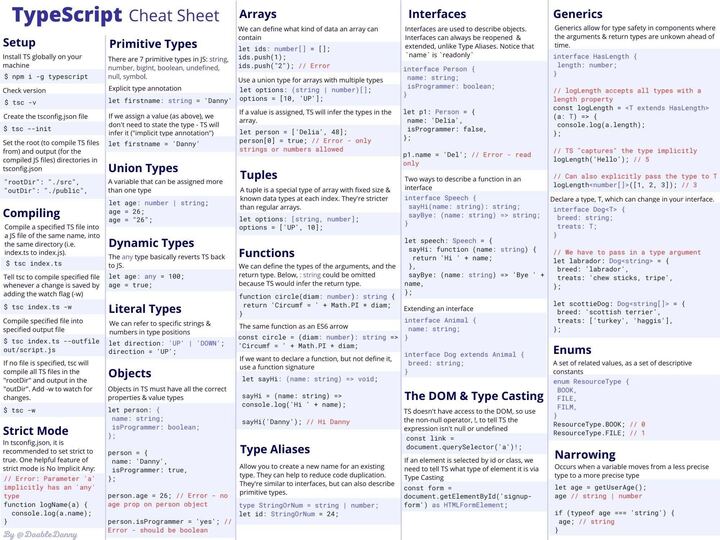 TypeScript Cheat Sheet
Setup
Install TS globally on your
machine
$ npm i -g typescript
Check version
$ tsc -v
Create the tsconfig.json file
$ tsc --init
Set the root (to compile TS files
from) and output (for the
compiled JS files) directories in
tsconfig.json
"rootDir": "./src",
"outDir": "./public",
Compiling
Compile a specified TS file into
a JS file of the same name, into
the same directory (i.e.
index.ts to index.js).
$ tsc index.ts
Tell tsc to compile specified file
whenever a change is saved by
adding the watch flag (-w)
$ tsc index.ts -w
Compile specified file into
specified output file
$ tsc index.ts --outfile
out/script.js
If no file is specified, tsc will
compile all TS files in the
"rootDir" and output in the
"outDir". Add -w to watch for
changes.
$ tsc -w
Strict Mode
In tsconfig.json, it is
recommended to set strict to
true. One helpful feature of
strict mode is No Implicit Any:
// Error: Parameter 'a'
implicitly has an 'any'
type
function logName(a) {
console.log(a.name);
}
By @DoableDanny
Primitive Types
There are 7 primitive types in JS: string,
number, bigint, boolean, undefined,
null, symbol.
Explicit type annotation
let firstname: string = 'Danny'
If we assign a value (as above), we
don't need to state the type - TS will
infer it ("implicit type annotation")
let firstname = 'Danny'
Union Types
A variable that can be assigned more
than one type
let age: number | string;
age = 26;
age = "26";
Dynamic Types
The any type basically reverts TS back
to JS.
let age: any = 100;
age = true;
Literal Types
We can refer to specific strings &
numbers in type positions
let direction: 'UP' | 'DOWN';
direction = 'UP';
Objects
Objects in TS must have all the correct
properties & value types
let person: {
name: string;
isProgrammer: boolean;
};
person = {
name: 'Danny',
isProgrammer: true,
};
person.age = 26; // Error - no
age prop on person object
person.isProgrammer = 'yes'; //
Error - should be boolean
Arrays
We can define what kind of data an array can
contain
let ids: number[] = [];
ids.push(1);
ids.push("2"); // Error
Use a union type for arrays with multiple types
let options: (string | number)[];
options = [10, 'UP'];
If a value is assigned, TS will infer the types in the
array.
let person = ['Delia', 48];
person[0] = true; // Error - only
strings or numbers allowed
Tuples
A tuple is a special type of array with fixed size &
known data types at each index. They're stricter
than regular arrays.
let options: [string, number];
options = ['UP', 10];
Functions
We can define the types of the arguments, and the
return type. Below, : string could be omitted
because TS would infer the return type.
function circle(diam: number): string {
return 'Circumf = ' + Math.PI * diam;
}
The same function as an ES6 arrow
const circle = (diam: number): string =>
'Circumf = ' + Math.PI * diam;
If we want to declare a function, but not define it,
use a function signature
let sayHi: (name: string) => void;
sayHi = (name: string) =>
console.log('Hi ' + name);
sayHi('Danny'); // Hi Danny
Type Aliases
Allow you to create a new name for an existing
type. They can help to reduce code duplication.
They're similar to interfaces, but can also describe
primitive types.
type StringOrNum = string | number;
let id: StringOrNum = 24;
Interfaces
Interfaces are used to describe objects.
Interfaces can always be reopened &
extended, unlike Type Aliases. Notice that
`name` is `readonly`
interface Person {
name: string;
isProgrammer: boolean;
}
let p1: Person = {
name: 'Delia',
isProgrammer: false,
};
p1.name = 'Del'; // Error - read
only
Two ways to describe a function in an
interface
interface Speech {
sayHi(name: string): string;
sayBye: (name: string) => string;
}
let speech: Speech = {
sayHi: function (name: string) {
return 'Hi ' + name;
},
sayBye: (name: string) => 'Bye ' +
name,
};
Extending an interface
interface Animal {
name: string;
}
interface Dog extends Animal {
breed: string;
}
The DOM & Type Casting
TS doesn't have access to the DOM, so use
the non-null operator, !, to tell TS the
expression isn't null or undefined
const link =
document.querySelector('a')!;
If an element is selected by id or class, we
need to tell TS what type of element it is via
Type Casting
const form =
document.getElementById('signup-
form') as HTMLFormElement;
Generics
Generics allow for type safety in components where
the arguments & return types are unkown ahead of
time.
interface HasLength {
length: number;
}
// logLength accepts all types with a
length property
const logLength = <T extends HasLength>
(a: T) => {
console.log(a.length);
};
// TS "captures" the type implicitly
logLength('Hello'); // 5
// Can also explicitly pass the type to T
logLength<number[]>([1, 2, 3]); // 3
Declare a type, T, which can change in your interface.
interface Dog<T> {
breed: string;
treats: T;
}
// We have to pass in a type argument
let labrador: Dog<string> = {
breed: 'labrador',
treats: 'chew sticks, tripe',
};
let scottieDog: Dog<string[]> = {
breed: 'scottish terrier',
treats: ['turkey', 'haggis'],
};
Enums
A set of related values, as a set of descriptive
constants
enum ResourceType {
BOOK,
FILE,
FILM,
}
ResourceType.BOOK; // 0
ResourceType.FILE; // 1
Narrowing
Occurs when a variable moves from a less precise
type to a more precise type
let age = getUserAge();
age // string | number
if (typeof age === 'string') {
age; // string
}